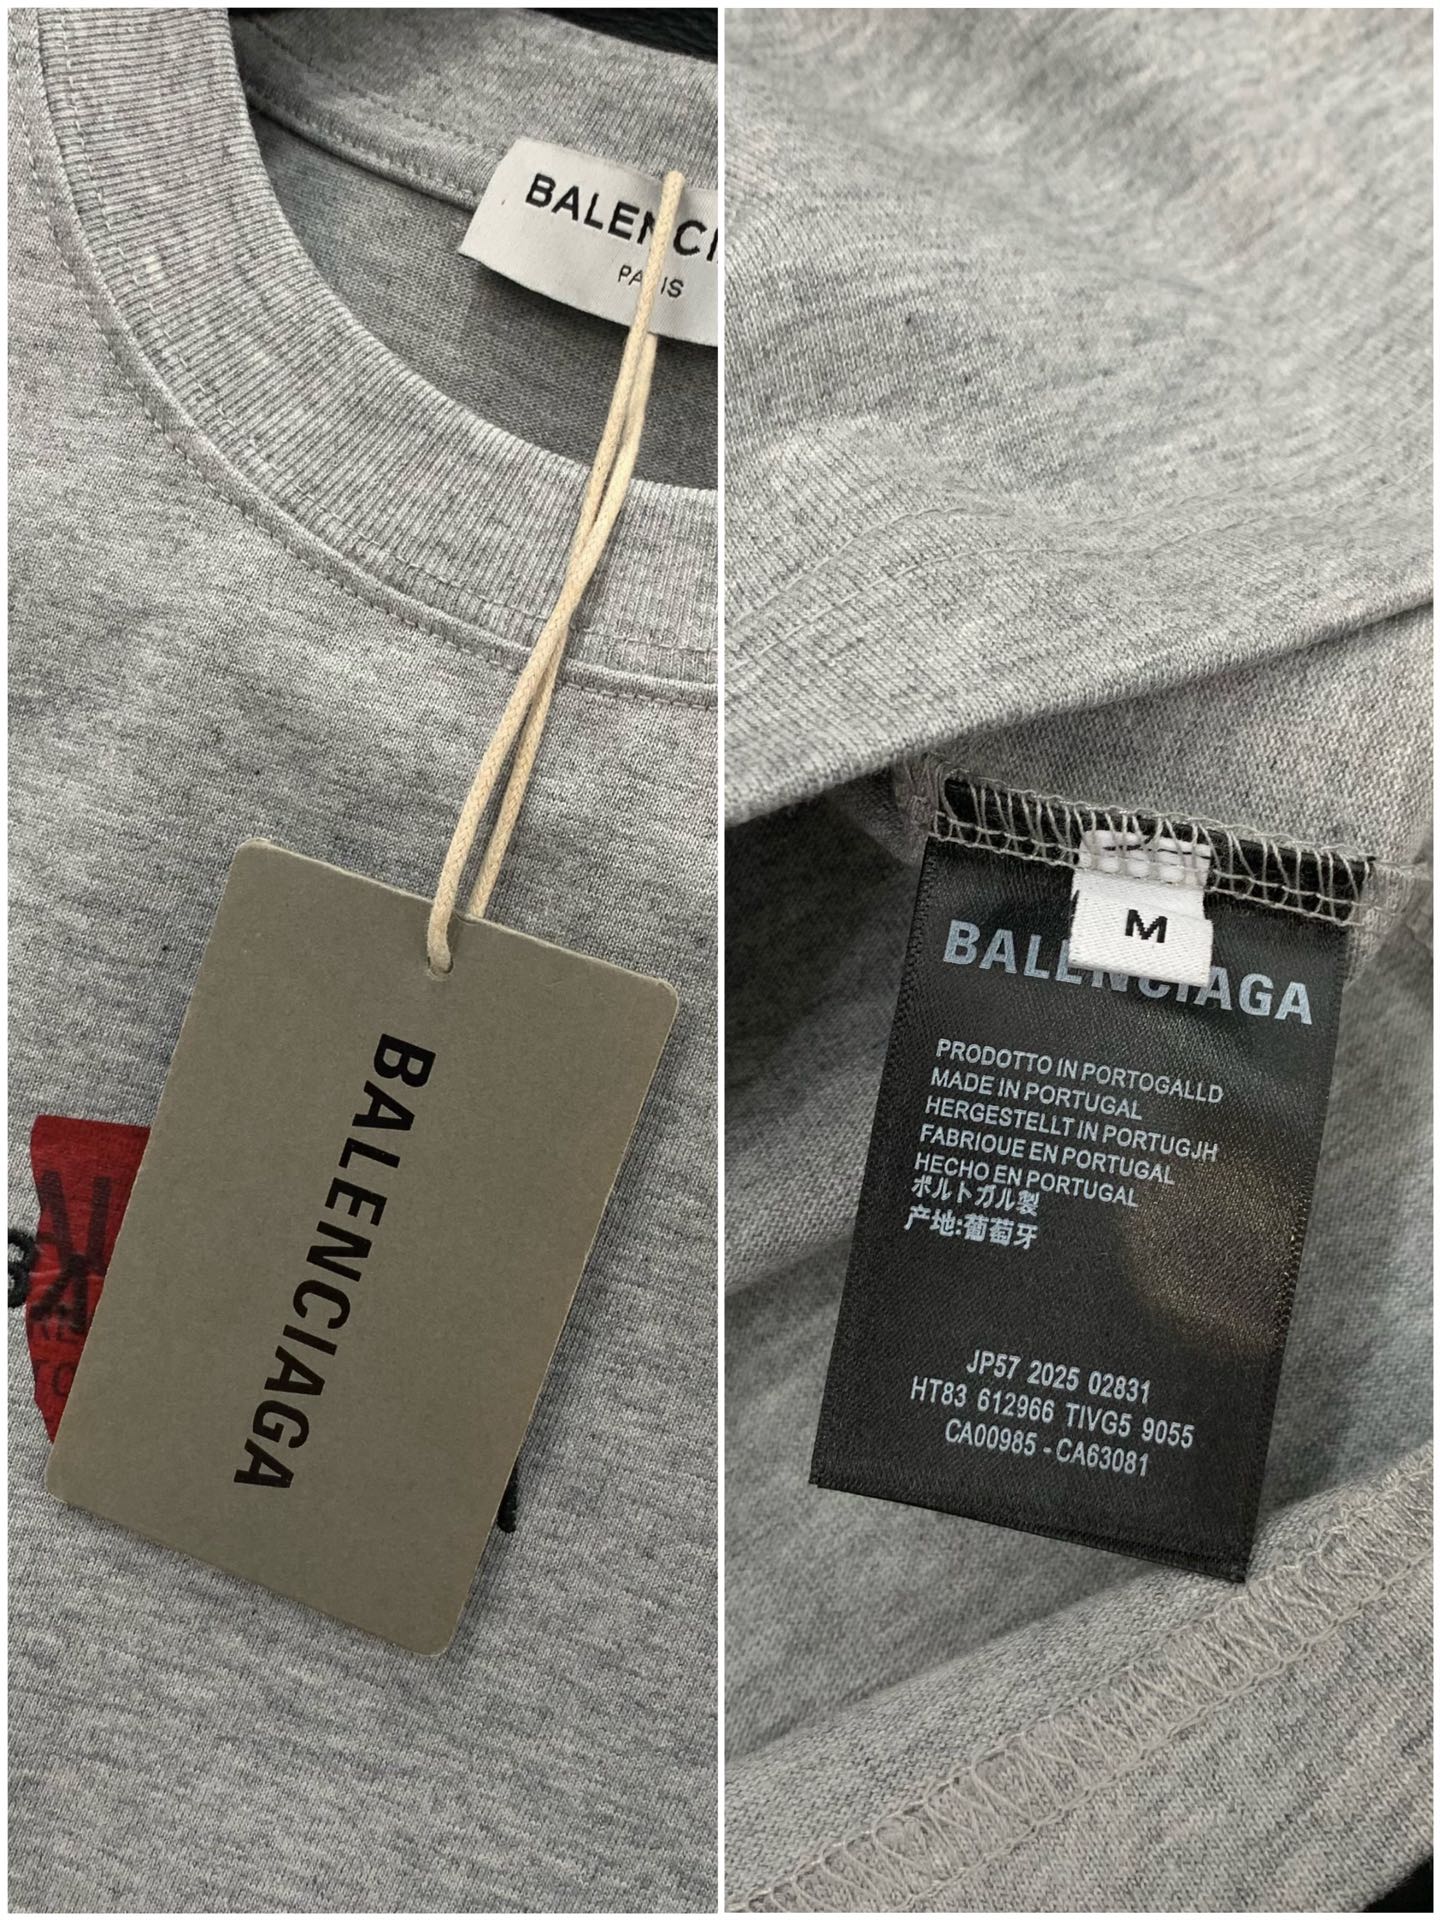 BALENCI
PARIS
BALENCIAGA
M
BALENCIAGA
PRODOTTO IN PORTOGALLD
MADE IN PORTUGAL
HERGESTELLT IN PORTUGJH
FABRIOUE EN PORTUGAL
HECHO EN PORTUGAL
ポルトガル製
产地:葡萄牙
JP57 2025 02831
HT83 612966 TIVG5 9055
CA00985 - CA63081